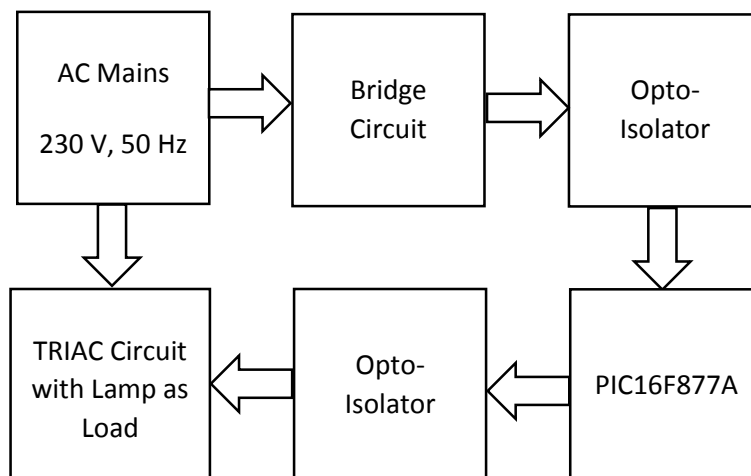 AC Mains
230 V, 50 Hz
Bridge
Circuit
Opto-
Isolator
TRIAC Circuit
with Lamp as
Load
Opto-
Isolator
PIC16F877A